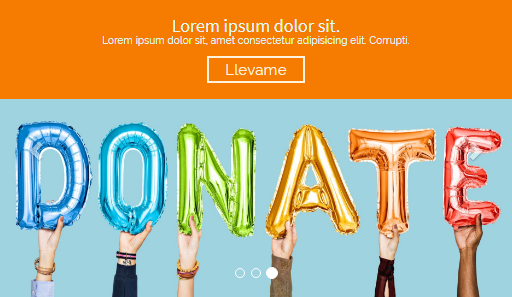 Lorem ipsum dolor sit.
Lorem ipsum dolor sit, amet consectetur adipisicing elit. Corrupti.
Llevame
DONATE